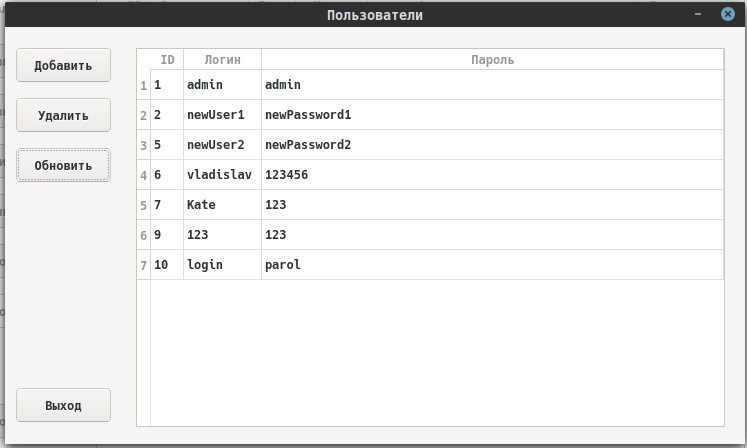 Пользователи
Добавить
Удалить
Обновить
Выход
ID Логин Пароль
1 1 admin admin
2 2 newUser1 newPassword1
3 5 newUser2 newPassword2
4 6 vladislav 123456
5 7 Kate 123
6 9 123 123
7 10 login parol